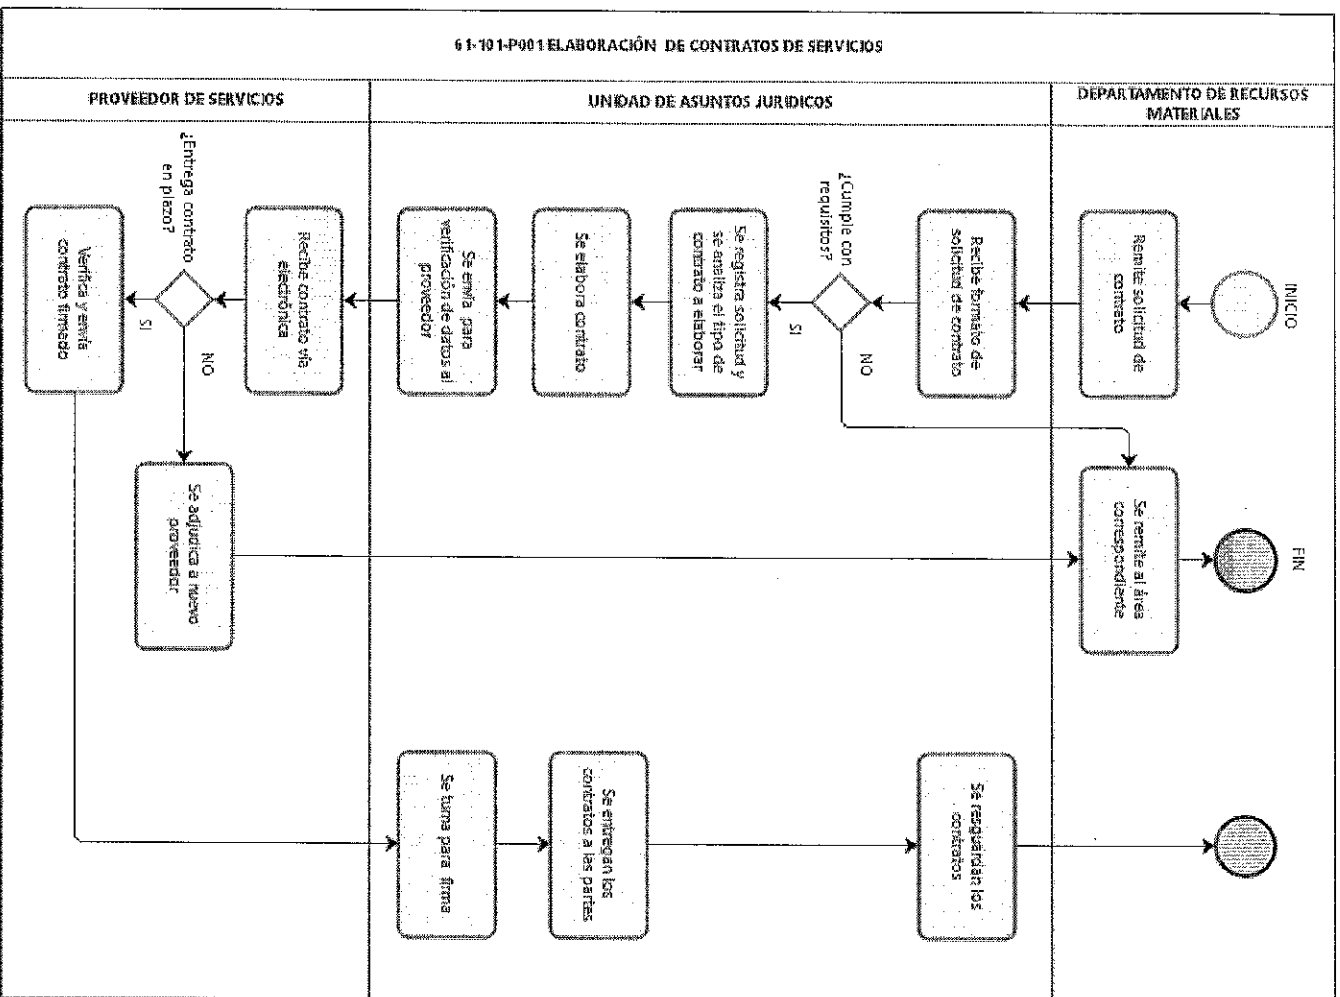 61-101-P001 ELABORACIÓN DE CONTRATOS DE SERVICIOS
PROVEEDOR DE SERVICIOS
UNIDAD DE ASUNTOS JURIDICOS
DEPARTAMENTO DE RECURSOS
MATERIALES
INICIO
Remite solicitud de
contrato
Recibe formato de
solicitud de contrato
¿Cumple con
requisitos?
SI
NO
Se registra solicitud y
se analiza el tipo de
contrato a elaborar
Se elabora contrato
Se envía para
verificación de datos al
proveedor
Recibe contrato vía
electrónica
¿Entrega contrato
en plazo?
SI
NO
Verifica y envía
contrato firmado
Se adjudica a nuevo
proveedor
Se remite al área
correspondiente
FIN
Se turna para firma
Se entregan los
contratos a las partes
Se resguardan los
contratos